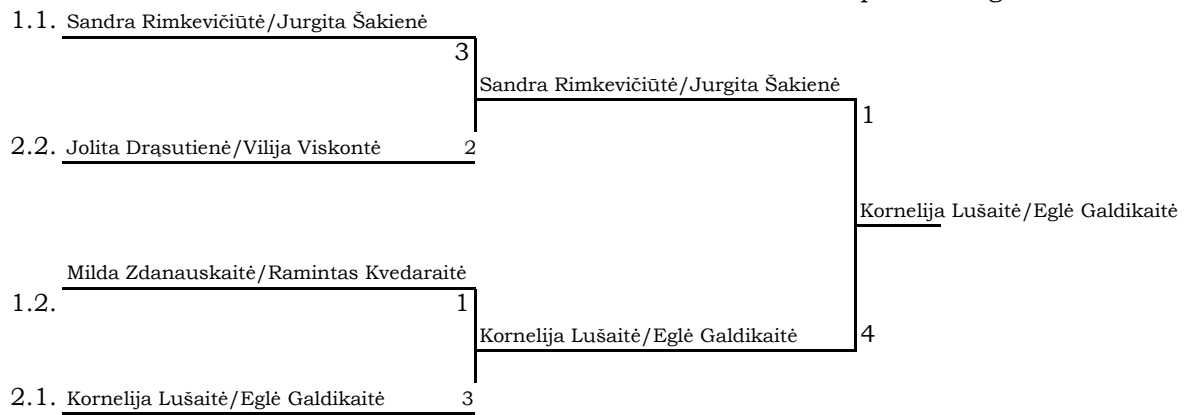 1.1. Sandra Rimkevičiūtė/Jurgita Šakienė
3
Sandra Rimkevičiūtė/Jurgita Šakienė
1
2.2. Jolita Drąsutienė/Vilija Viskontė 2
Kornelija Lušaitė/Eglė Galdikaitė
Milda Zdanauskaitė/Ramintas Kvedaraitė
1.2. 1
Kornelija Lušaitė/Eglė Galdikaitė 4
2.1. Kornelija Lušaitė/Eglė Galdikaitė 3